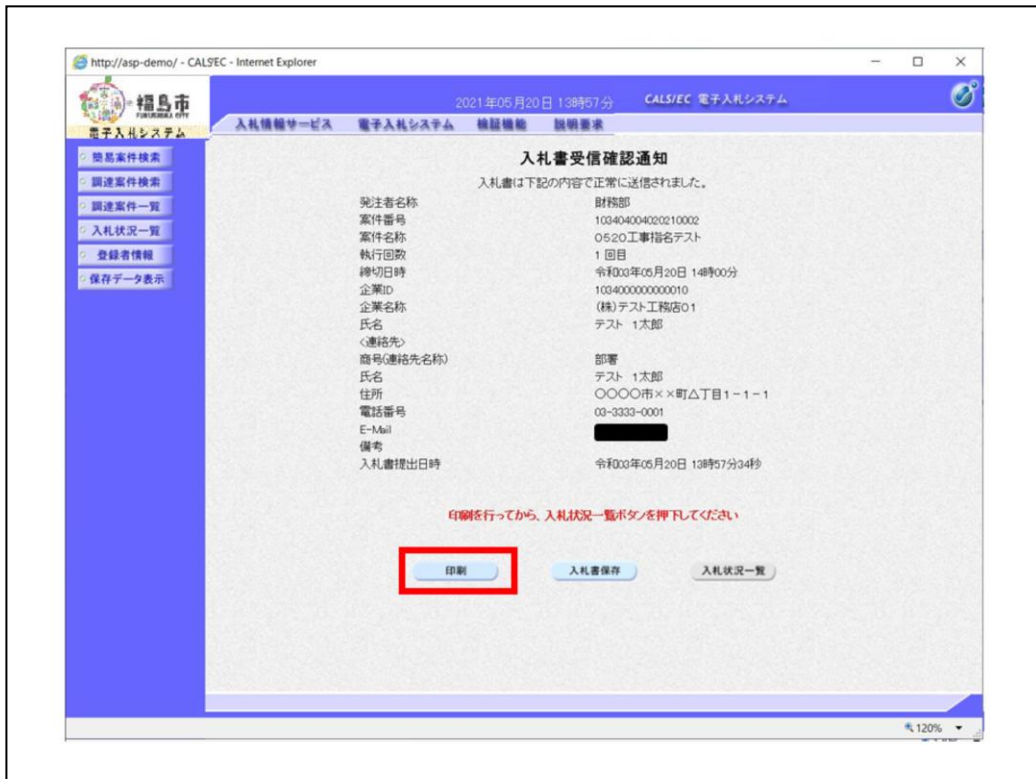 http://asp-demo/ - CALS/EC - Internet Explorer
福島市
FUKUSHIMA CITY
電子入札システム
2021年05月20日 13時57分
CALS/EC 電子入札システム
入札情報サービス 電子入札システム 検証機能 説明要求
簡易案件検索
調達案件検索
調達案件一覧
入札状況一覧
登録者情報
保存データ表示
入札書受信確認通知
入札書は下記の内容で正常に送信されました。
発注者名称 財務部
案件番号 103404004020210002
案件名称 0520工事指名テスト
執行回数 1 回目
締切日時 令和03年05月20日 14時00分
企業ID 1034000000000010
企業名称 (株)テスト工務店01
氏名 テスト 1太郎
<連絡先>
商号(連絡先名称) 部署
氏名 テスト 1太郎
住所 ○○○○市××町△丁目1-1-1
電話番号 03-3333-0001
E-Mail
備考
入札書提出日時 令和03年05月20日 13時57分34秒
印刷を行ってから、入札状況一覧ボタンを押下してください
印刷 入札書保存 入札状況一覧
120%